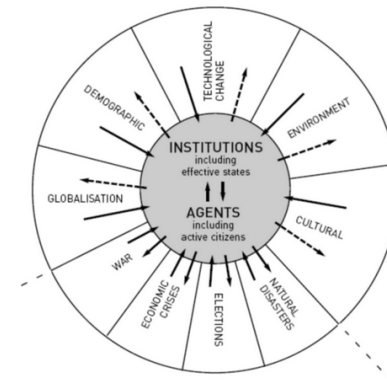 TECHNOLOGICAL
CHANGE
DEMOGRAPHIC
ENVIRONMENT
INSTITUTIONS
including
effective states
AGENTS
including
active citizens
GLOBALISATION
CULTURAL
WAR
ECONOMIC
CRISES
ELECTIONS
NATURAL
DISASTERS